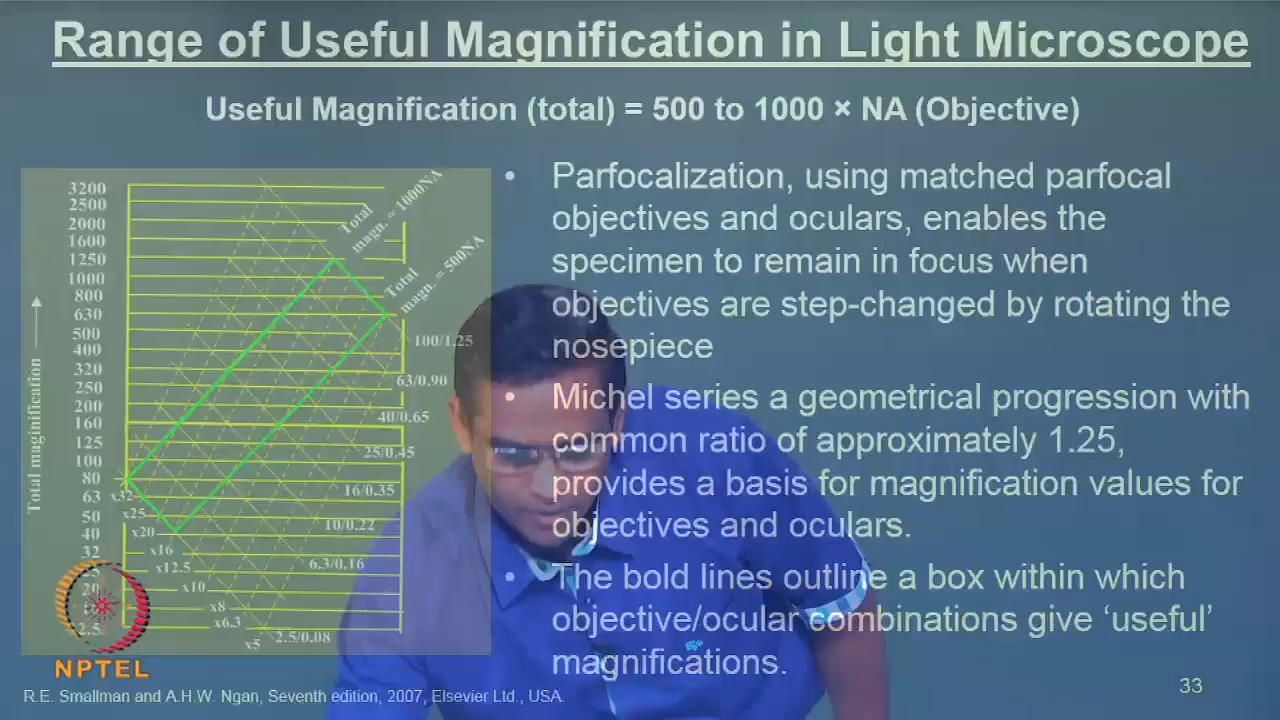 Range of Useful Magnification in Light Microscope
Useful Magnification (total) = 500 to 1000 × NA (Objective)
3200
2500
2000
1600
1250
1000
800
630
500
400
320
250
200
160
125
100
80
63
50
40
32
Total maginification
Total
magn. = 1000NA
Total
magn. = 500NA
100/1.25
63/0.90
40/0.65
25/0.45
16/0.35
10/0.22
6.3/0.16
2.5/0.08
x32
x25
x20
x16
x12.5
x10
x8
x6.3
x5
2.5
• Parfocalization, using matched parfocal
objectives and oculars, enables the
specimen to remain in focus when
objectives are step-changed by rotating the
nosepiece
• Michel series a geometrical progression with
common ratio of approximately 1.25,
provides a basis for magnification values for
objectives and oculars.
• The bold lines outline a box within which
objective/ocular combinations give ‘useful’
magnifications.
NPTEL
R.E. Smallman and A.H.W. Ngan, Seventh edition, 2007, Elsevier Ltd., USA.
33